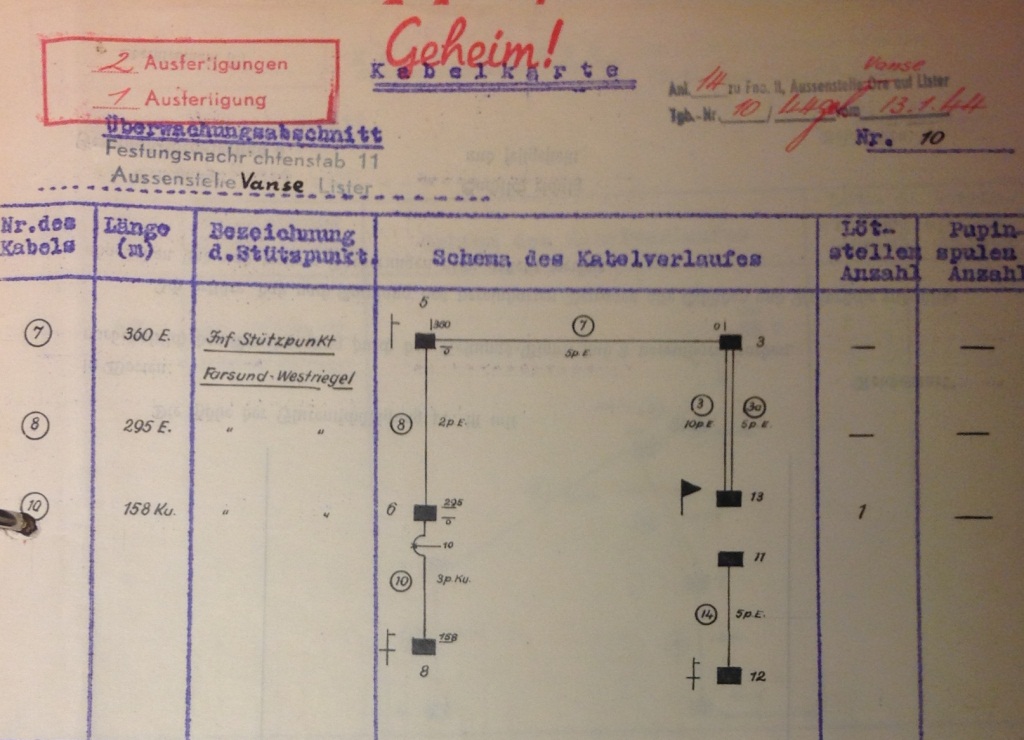 Geheim!
2 Ausfertigungen
1 Ausfertigung
Kabelkarte
Vanse
Anl. 14 zu Fno. 11, Aussenstelle Ore auf Lister
Tgb.-Nr. 10 / 44 geh. vom 13.1.44
Nr. 10
Überwachungsabschnitt
Festungsnachrichtenstab 11
Aussenstelle Vanse Lister
Nr.des Kabels
Länge (m)
Bezeichnung d.Stützpunkt.
Schema des Kabelverlaufes
Löt-stellen Anzahl
Pupin-spulen Anzahl
7 360 E. Inf. Stützpunkt — —
Farsund-Westriegel
8 295 E. " " — —
10 158 Ku. " " 1 —
5
360
0
7
5p.E.
0
3
8
2p.E.
3
10p.E
3a
5p.E.
6
295
0
13
10
11
10
3p.Ku.
14
5p.E.
158
8
12